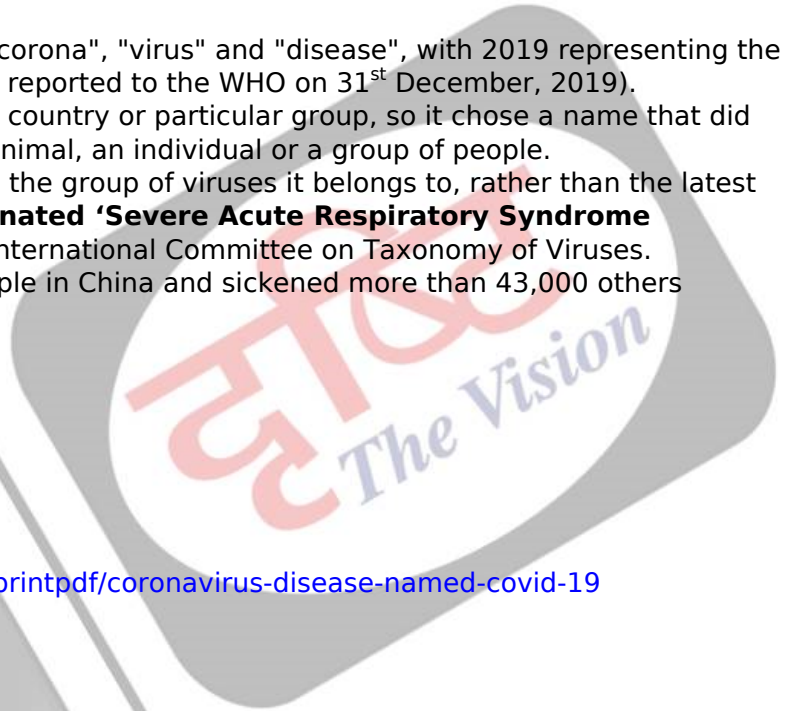 corona", "virus" and "disease", with 2019 representing the
reported to the WHO on 31st December, 2019).
country or particular group, so it chose a name that did
nimal, an individual or a group of people.
the group of viruses it belongs to, rather than the latest
nated ‘Severe Acute Respiratory Syndrome
nternational Committee on Taxonomy of Viruses.
ple in China and sickened more than 43,000 others
दृष्टि
The Vision
printpdf/coronavirus-disease-named-covid-19